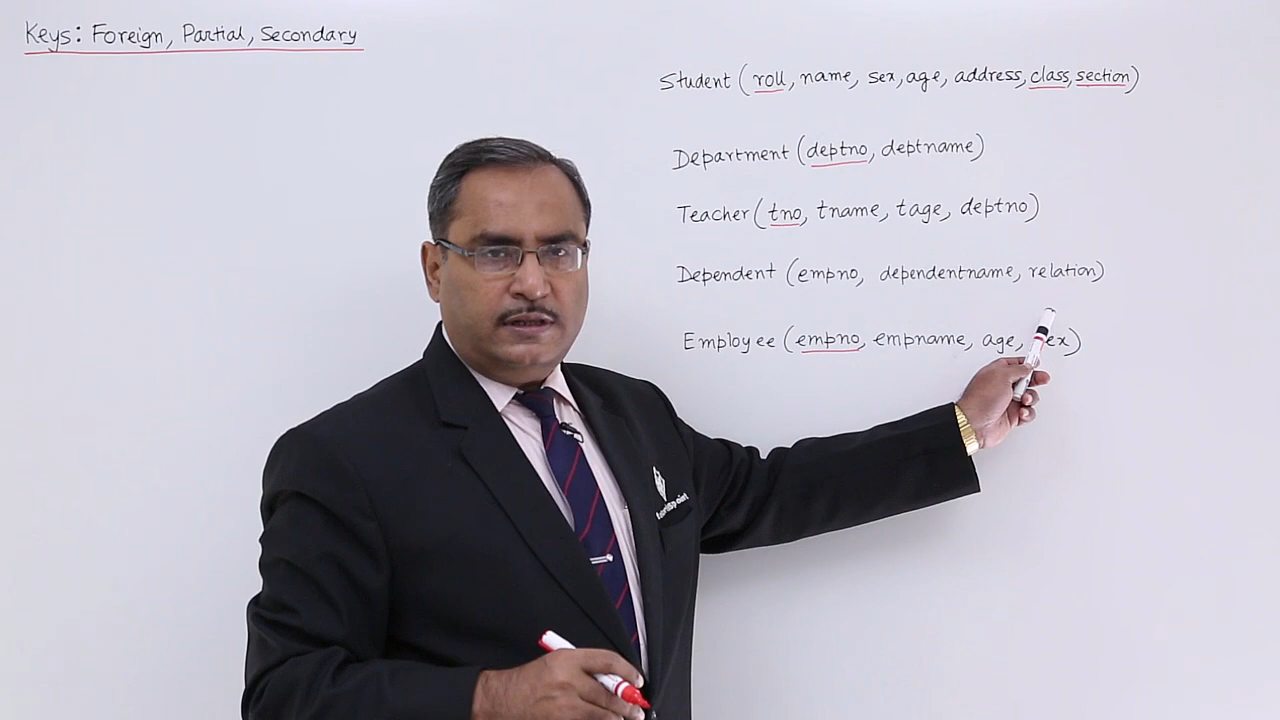 Keys: Foreign, Partial, Secondary
Student (roll, name, sex, age, address, class, section)
Department (deptno, deptname)
Teacher (tno, tname, tage, deptno)
Dependent (empno, dependentname, relation)
Employee (empno, empname, age, ex)